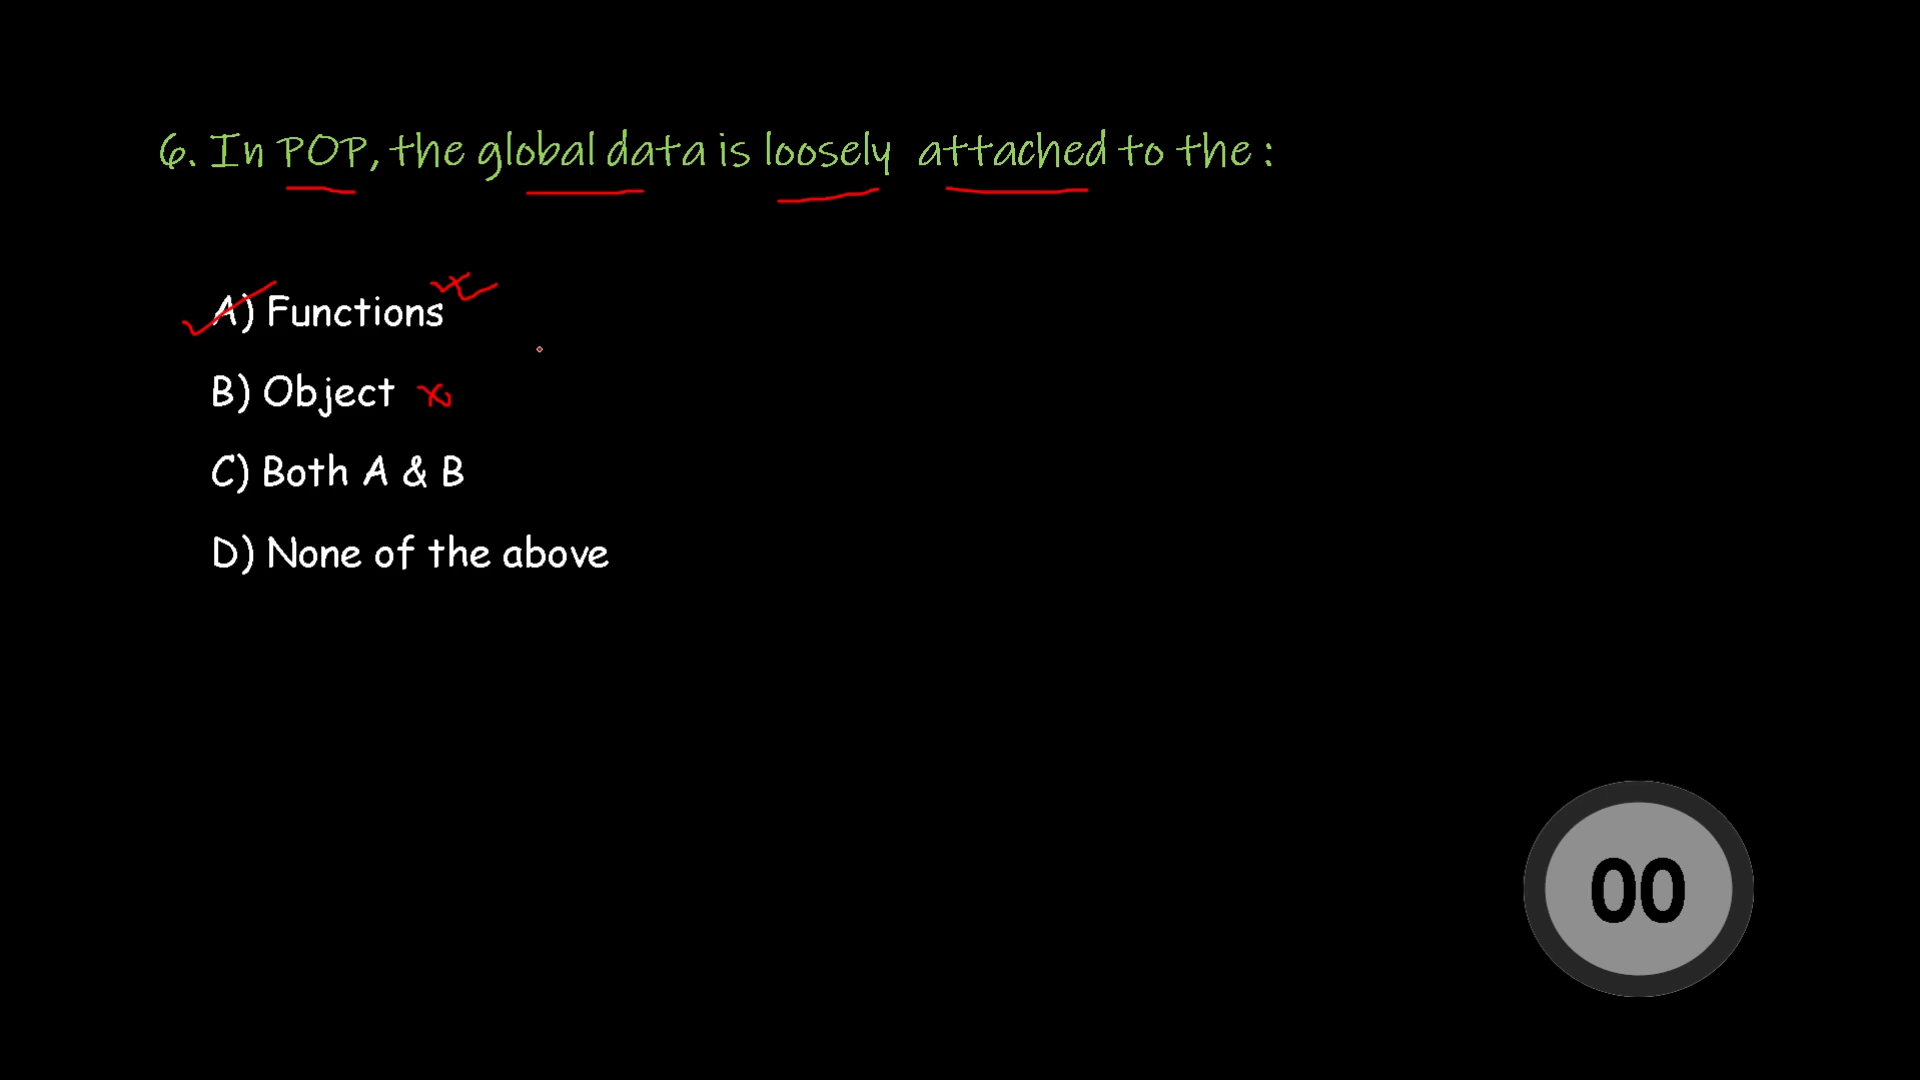 6. In POP, the global data is loosely attached to the :
A) Functions
B) Object
C) Both A & B
D) None of the above
00